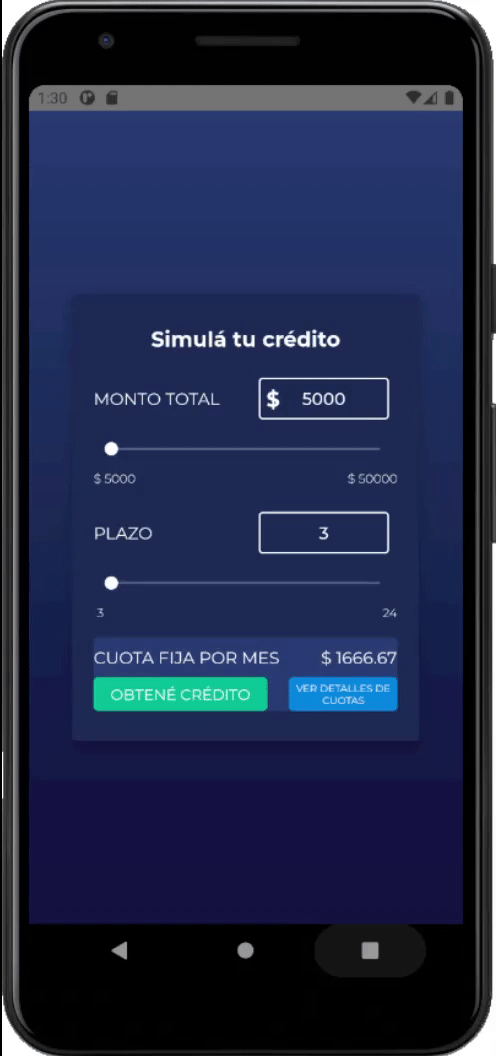 1:30
Simulá tu crédito
MONTO TOTAL
$ 5000
$ 5000 $ 50000
PLAZO
3
3 24
CUOTA FIJA POR MES $ 1666.67
OBTENÉ CRÉDITO
VER DETALLES DE
CUOTAS